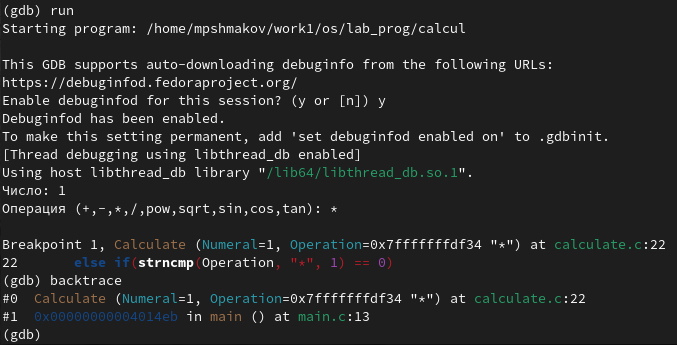 (gdb) run
Starting program: /home/mpshmakov/work1/os/lab_prog/calcul
This GDB supports auto-downloading debuginfo from the following URLs:
https://debuginfod.fedoraproject.org/
Enable debuginfod for this session? (y or [n]) y
Debuginfod has been enabled.
To make this setting permanent, add 'set debuginfod enabled on' to .gdbinit.
[Thread debugging using libthread_db enabled]
Using host libthread_db library "/lib64/libthread_db.so.1".
Число: 1
Операция (+,-,*,/,pow,sqrt,sin,cos,tan): *
Breakpoint 1, Calculate (Numeral=1, Operation=0x7fffffffdf34 "*") at calculate.c:22
22 else if(strncmp(Operation, "*", 1) == 0)
(gdb) backtrace
#0 Calculate (Numeral=1, Operation=0x7fffffffdf34 "*") at calculate.c:22
#1 0x00000000004014eb in main () at main.c:13
(gdb)